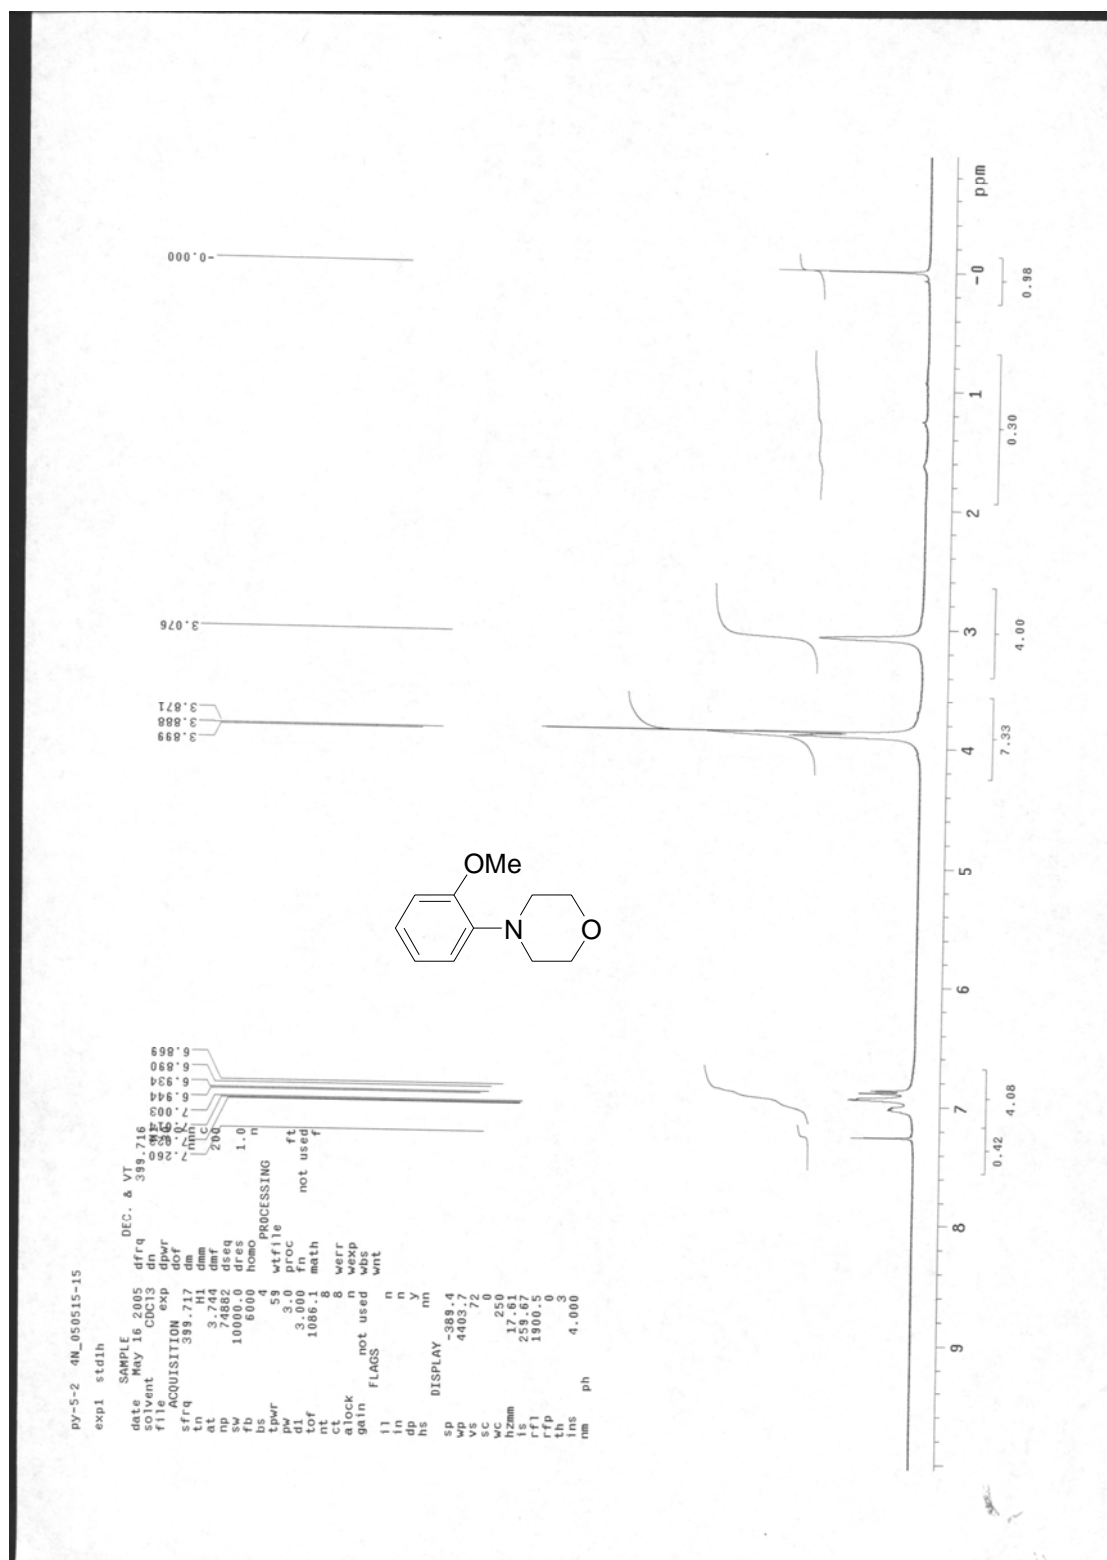 py-5-2 4N_050515-15
exp1 std1h
SAMPLE
date May 16 2005
solvent CDCl3
file exp
ACQUISITION
sfrq 399.717
tn H1
at 3.744
np 74882
sw 10000.0
fb 6000
bs 4
tpwr 59
pw 3.0
d1 3.000
tof 1086.1
nt 8
ct 8
alock n
gain not used
FLAGS
il n
in n
dp y
hs nn
DISPLAY
sp -389.4
wp 4403.7
vs 72
sc 0
wc 250
hzmm 17.61
is 259.67
rfl 1900.5
rfp 0
th 3
ins 4.000
nm ph
DEC. & VT
dfrq 399.716
dn
dpwr
dof
dm nnn
dmm c
dmf 200
dseq
dres 1.0
homo n
PROCESSING
wtfile
proc ft
fn not used
math f
werr
wexp
wbs
wnt
7.260
7.003
6.944
6.934
6.890
6.869
3.899
3.888
3.871
3.076
-0.000
OMe
N
O
9 8 7 6 5 4 3 2 1 -0 ppm
0.42
4.08
7.33
4.00
0.30
0.98